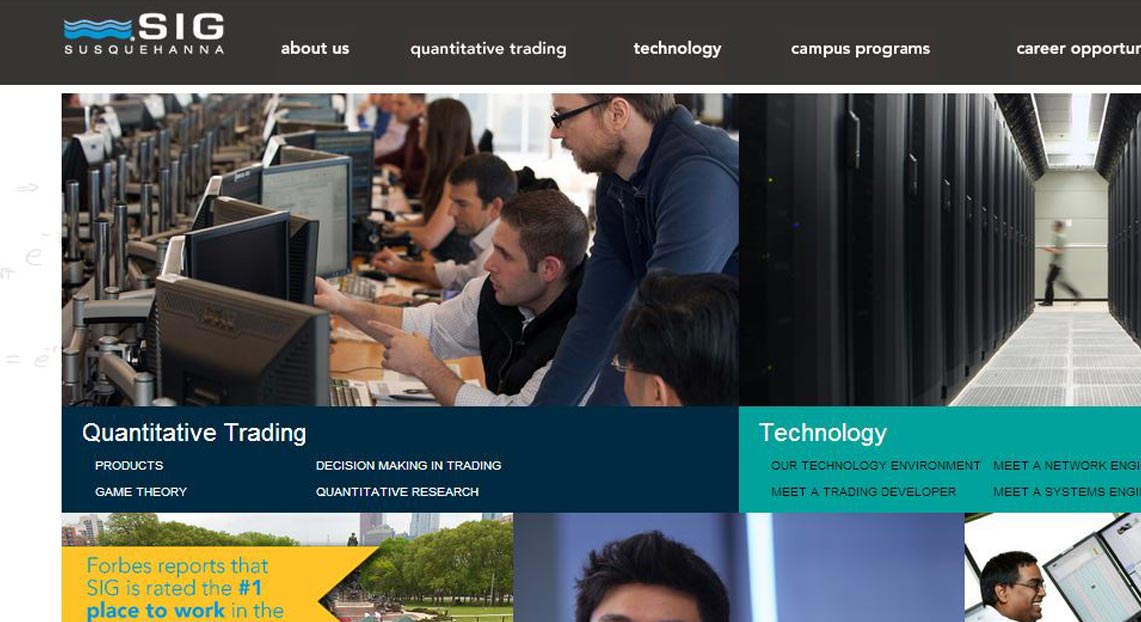 SIG
SUSQUEHANNA
about us
quantitative trading
technology
campus programs
career opportun
Quantitative Trading
PRODUCTS
DECISION MAKING IN TRADING
GAME THEORY
QUANTITATIVE RESEARCH
Technology
OUR TECHNOLOGY ENVIRONMENT
MEET A NETWORK ENGI
MEET A TRADING DEVELOPER
MEET A SYSTEMS ENGI
Forbes reports that
SIG is rated the #1
place to work in the